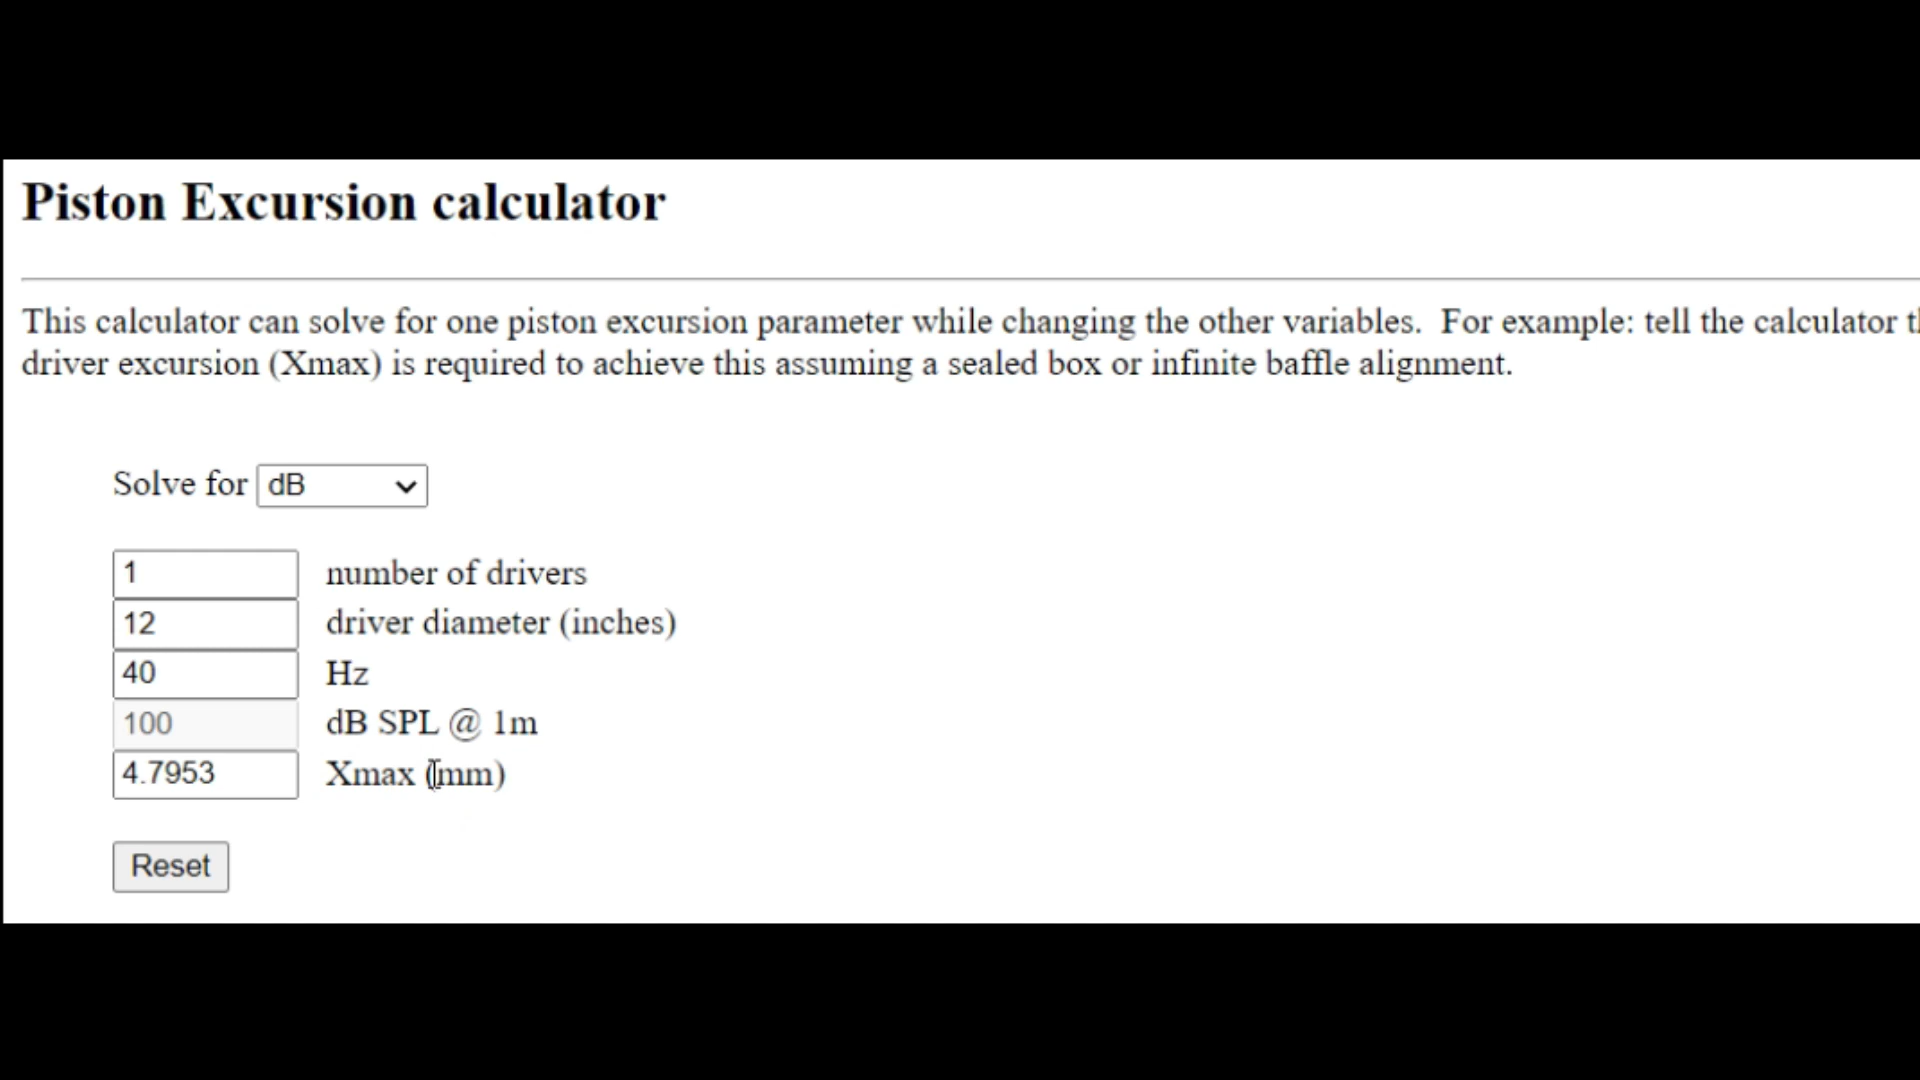 Piston Excursion calculator
This calculator can solve for one piston excursion parameter while changing the other variables.  For example: tell the calculator
driver excursion (Xmax) is required to achieve this assuming a sealed box or infinite baffle alignment.
Solve for dB
1 number of drivers
12 driver diameter (inches)
40 Hz
100 dB SPL @ 1m
4.7953 Xmax (mm)
Reset